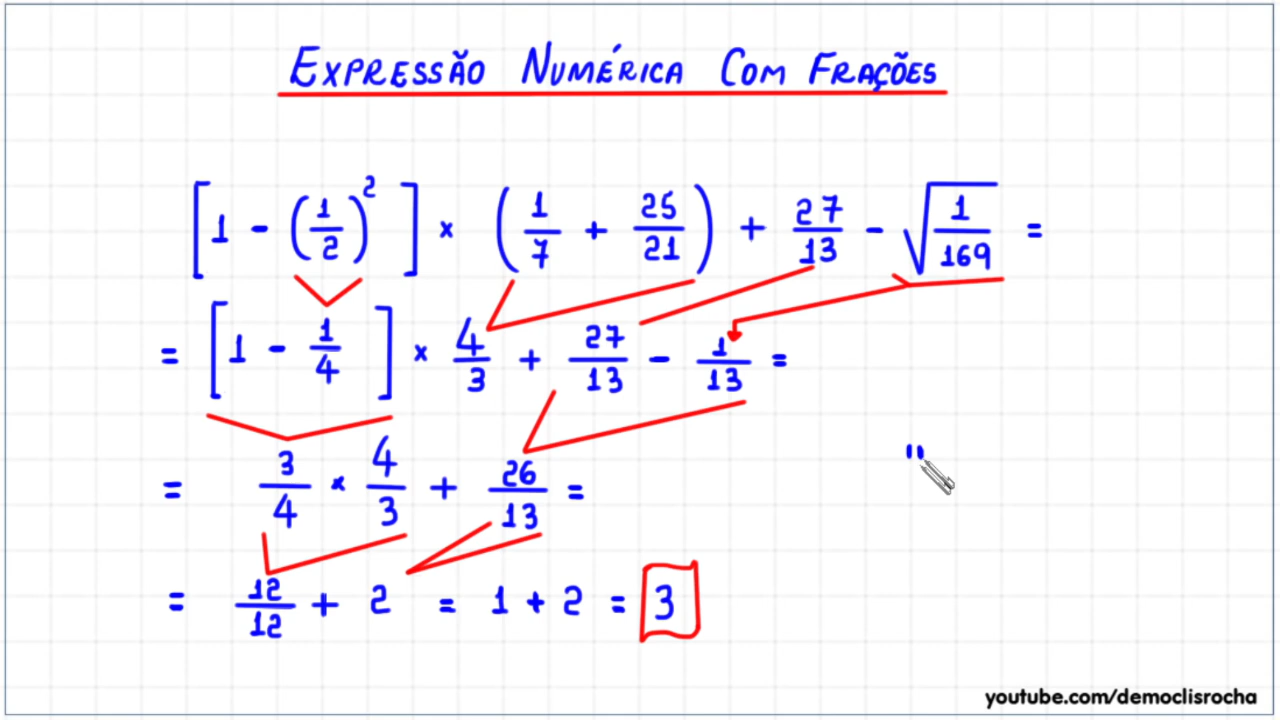 EXPRESSÃO NUMÉRICA COM FRAÇÕES
[1 - (1/2)² ] × (1/7 + 25/21) + 27/13 - √(1/169) =
= [1 - 1/4 ] × 4/3 + 27/13 - 1/13 =
= 3/4 × 4/3 + 26/13 =
= 12/12 + 2 = 1 + 2 = 3
youtube.com/democlisrocha